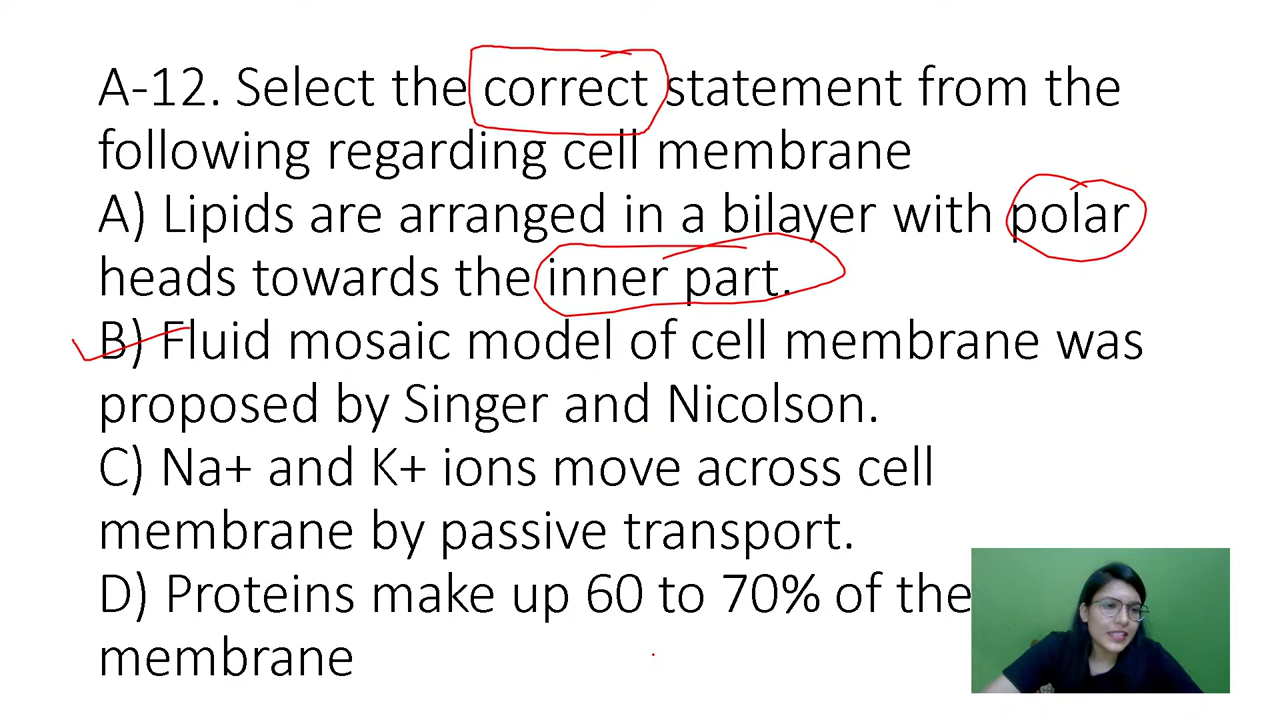 A-12. Select the correct statement from the
following regarding cell membrane
A) Lipids are arranged in a bilayer with polar
heads towards the inner part.
B) Fluid mosaic model of cell membrane was
proposed by Singer and Nicolson.
C) Na+ and K+ ions move across cell
membrane by passive transport.
D) Proteins make up 60 to 70% of the
membrane